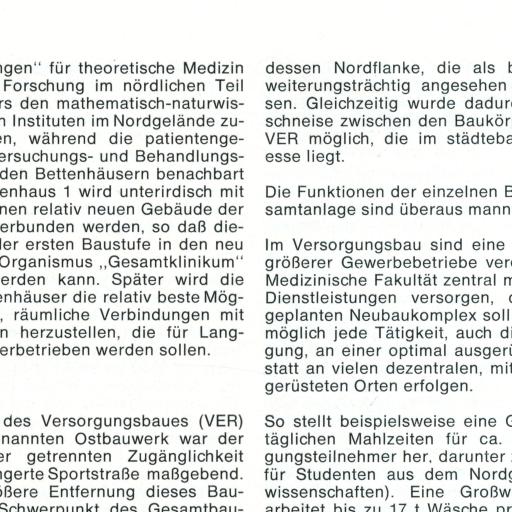 ngen“ für theoretische Medizin
Forschung im nördlichen Teil
rs den mathematisch-naturwis-
n Instituten im Nordgelände zu-
en, während die patientenge-
ersuchungs- und Behandlungs-
den Bettenhäusern benachbart
enhaus 1 wird unterirdisch mit
nen relativ neuen Gebäude der
erbunden werden, so daß die-
der ersten Baustufe in den neu
Organismus „Gesamtklinikum“
erden kann. Später wird die
enhäuser die relativ beste Mög-
, räumliche Verbindungen mit
n herzustellen, die für Lang-
erbetrieben werden sollen.
des Versorgungsbaues (VER)
nannten Ostbauwerk war der
er getrennten Zugänglichkeit
ngerte Sportstraße maßgebend.
ößere Entfernung dieses Bau-
Schwerpunkt des Gesamtbau-
dessen Nordflanke, die als b
weiterungsträchtig angesehen
sen. Gleichzeitig wurde dadur
schneise zwischen den Baukör
VER möglich, die im städteba
esse liegt.
Die Funktionen der einzelnen B
samtanlage sind überaus mann
Im Versorgungsbau sind eine
größerer Gewerbebetriebe vere
Medizinische Fakultät zentral m
Dienstleistungen versorgen, d
geplanten Neubaukomplex soll
möglich jede Tätigkeit, auch di
gung, an einer optimal ausgerü
statt an vielen dezentralen, mit
gerüsteten Orten erfolgen.
So stellt beispielsweise eine G
täglichen Mahlzeiten für ca.
gungsteilnehmer her, darunter
für Studenten aus dem Nordg
wissenschaften). Eine Großw
arbeitet bis zu 17 t Wäsche pr